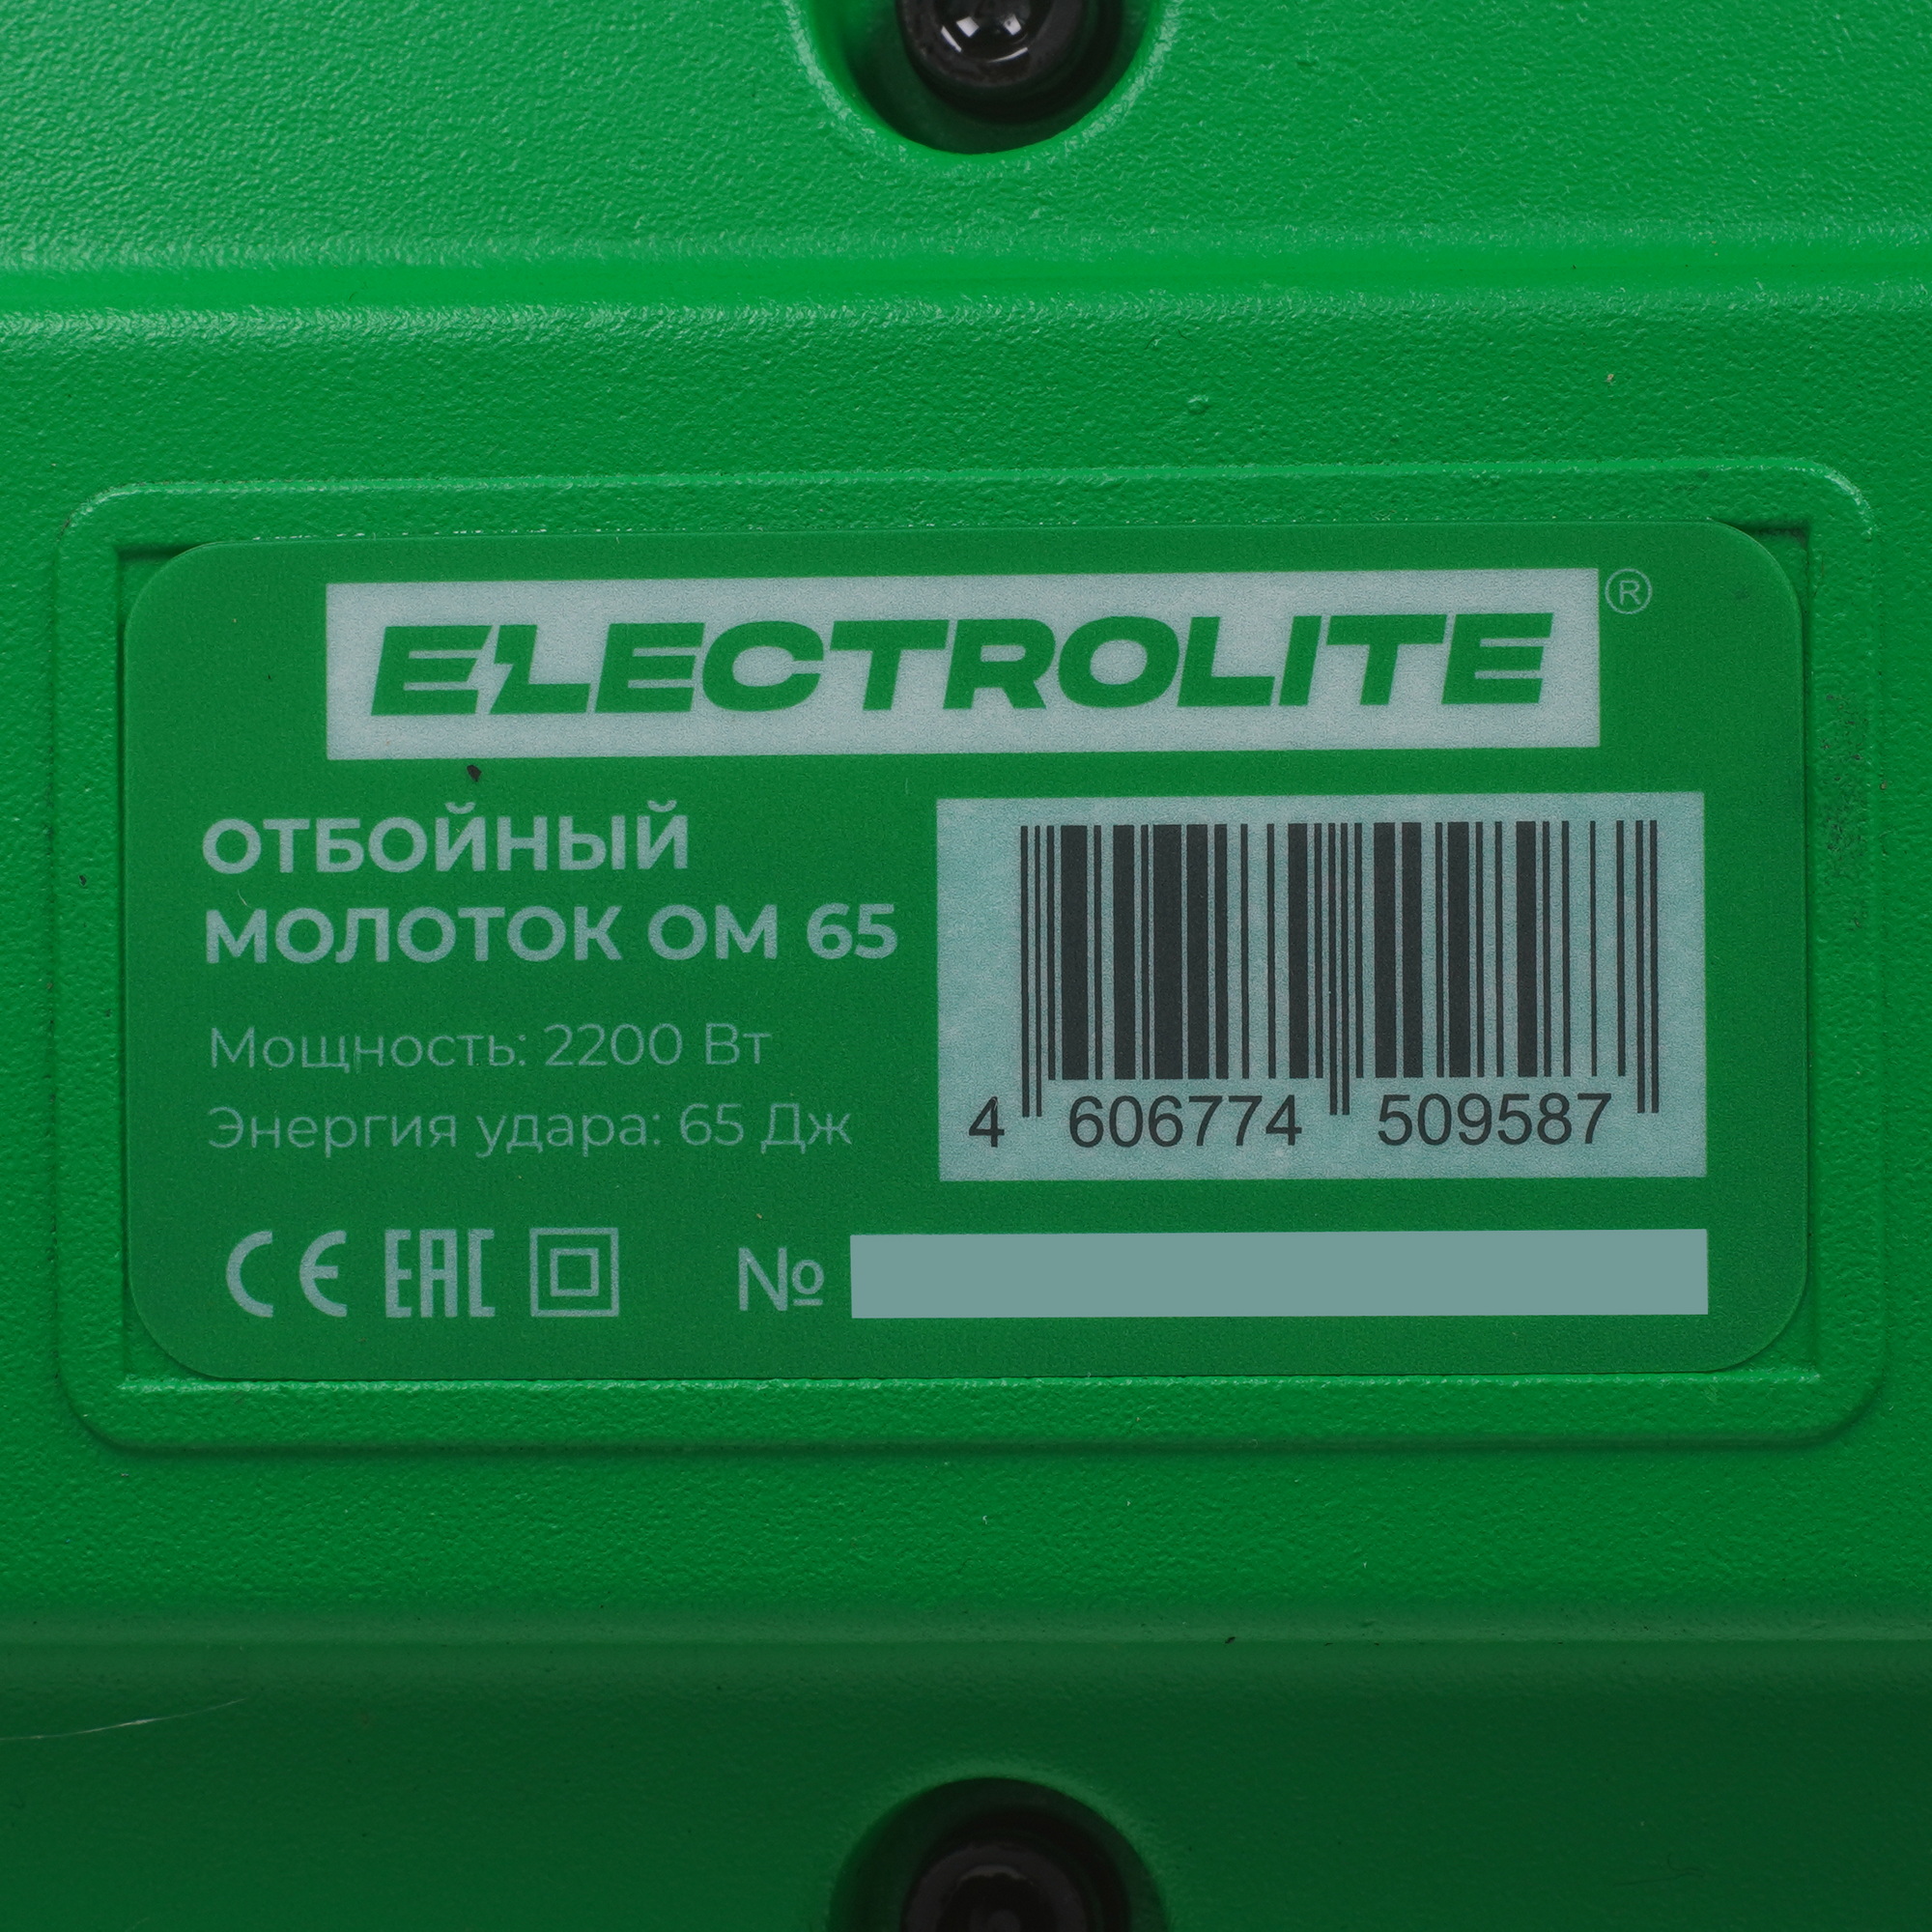 ELECTROLITE ®
ОТБОЙНЫЙ
МОЛОТОК ОМ 65
Мощность: 2200 Вт
Энергия удара: 65 Дж
4 606774 509587
CE EAC №